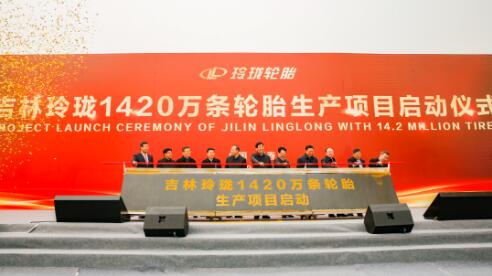 玲珑轮胎
吉林玲珑1420万条轮胎生产项目启动仪式
PROJECT LAUNCH CEREMONY OF JILIN LINGLONG WITH 14.2 MILLION TIRE
吉林玲珑1420万条轮胎
生产项目启动